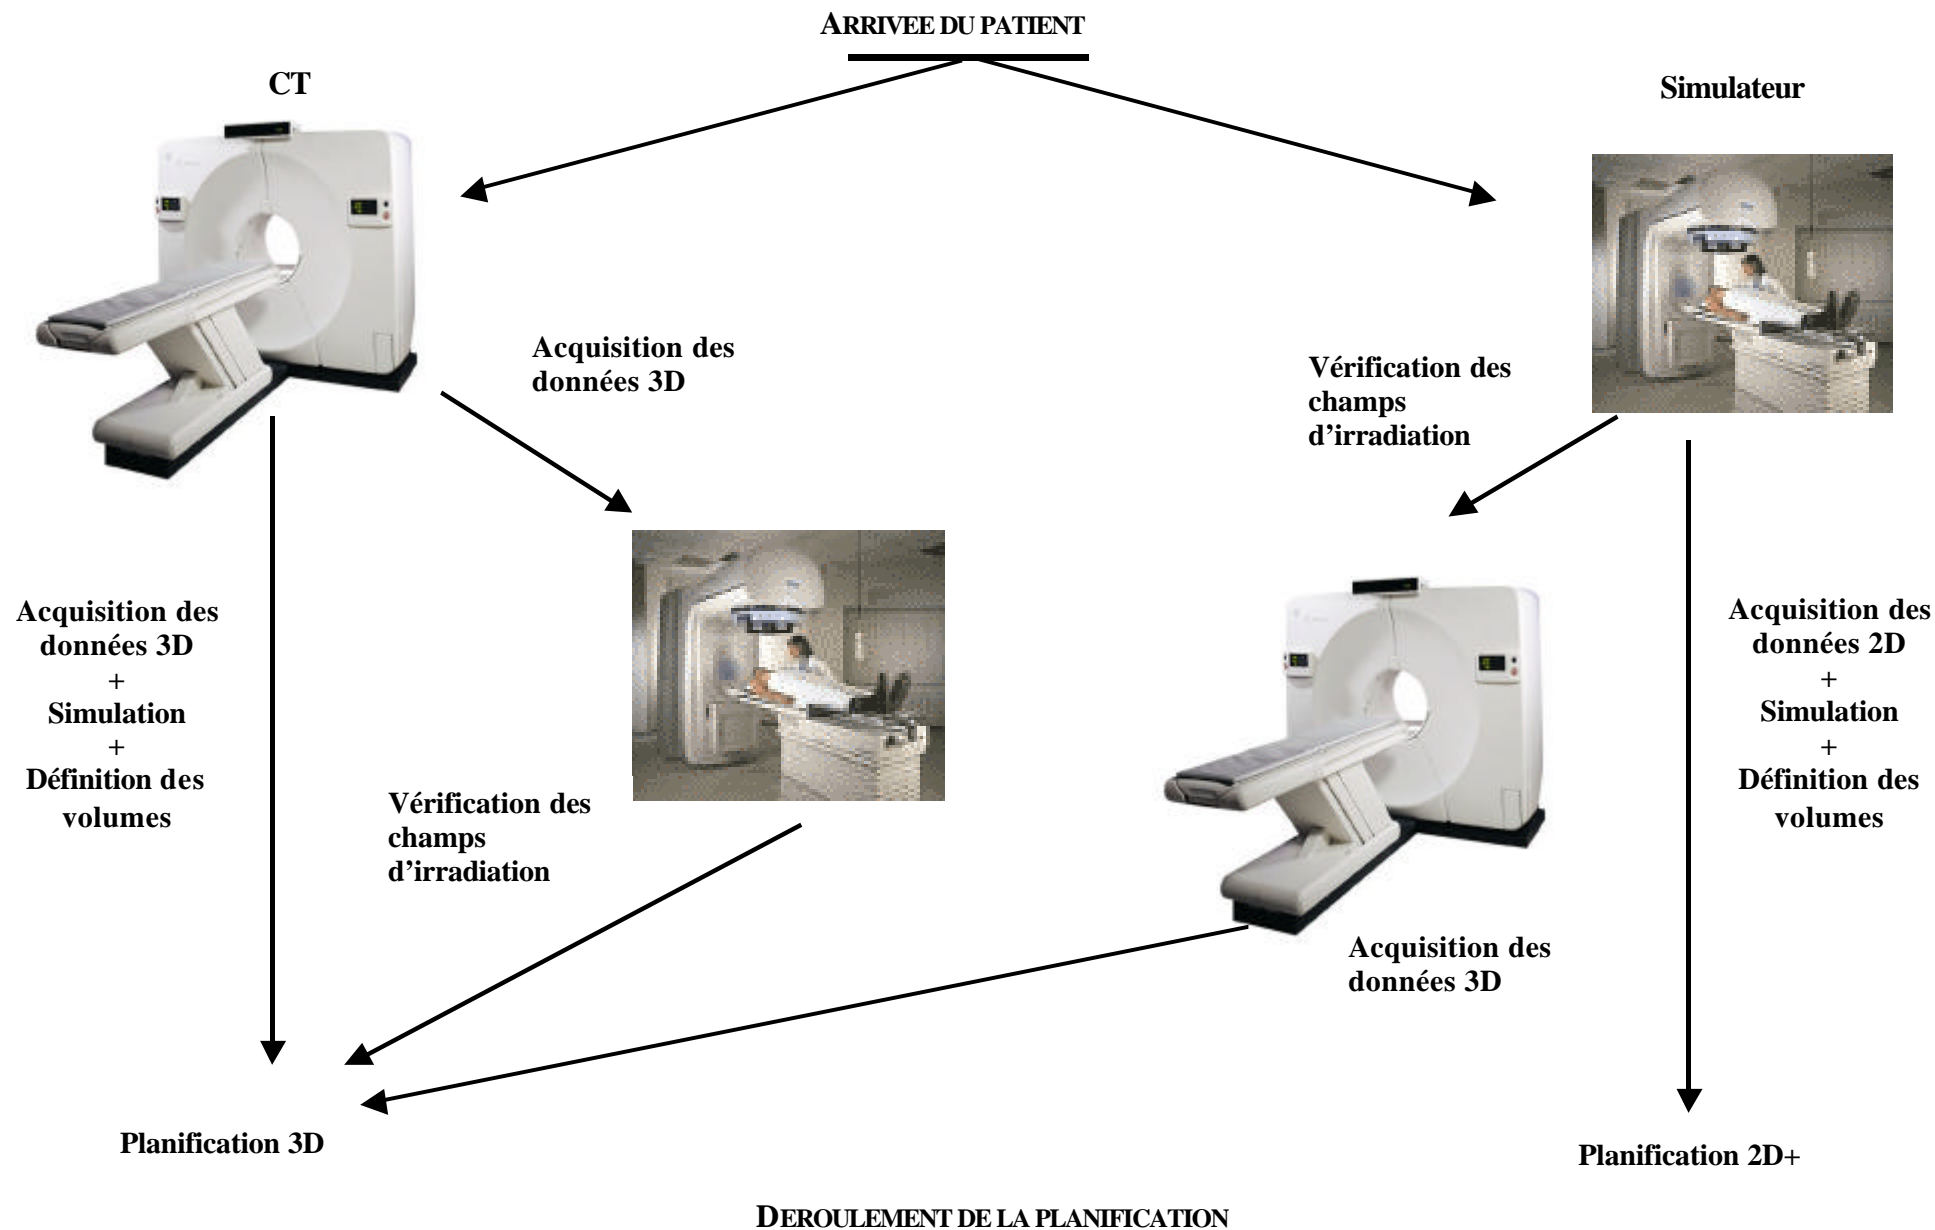 ARRIVEE DU PATIENT
CT
Simulateur
Acquisition des
données 3D
Vérification des
champs
d’irradiation
Acquisition des
données 3D
+
Simulation
+
Définition des
volumes
Vérification des
champs
d’irradiation
Acquisition des
données 3D
Acquisition des
données 2D
+
Simulation
+
Définition des
volumes
Planification 3D
Planification 2D+
DEROULEMENT DE LA PLANIFICATION